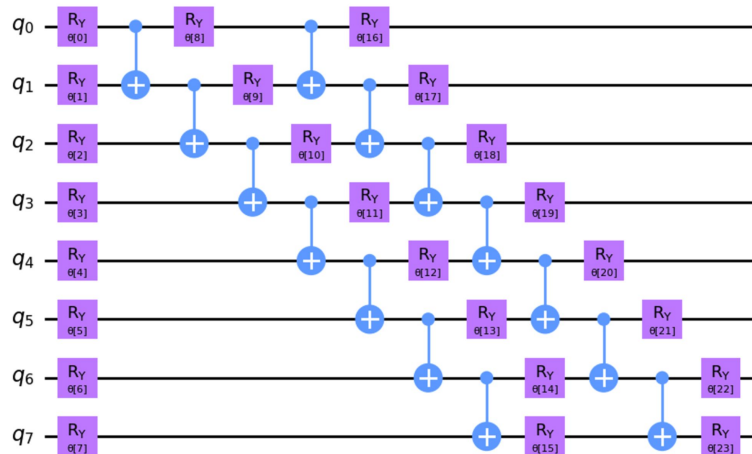 q0 RY θ[0] RY θ[8] RY θ[16]
q1 RY θ[1] RY θ[9] RY θ[17]
q2 RY θ[2] RY θ[10] RY θ[18]
q3 RY θ[3] RY θ[11] RY θ[19]
q4 RY θ[4] RY θ[12] RY θ[20]
q5 RY θ[5] RY θ[13] RY θ[21]
q6 RY θ[6] RY θ[14] RY θ[22]
q7 RY θ[7] RY θ[15] RY θ[23]